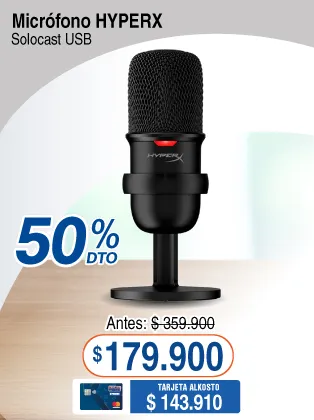 Micrófono HYPERX
Solocast USB
HYPERX
50%
DTO
Antes: $ 359.900
$179.900
TARJETA ALKOSTO
$ 143.910